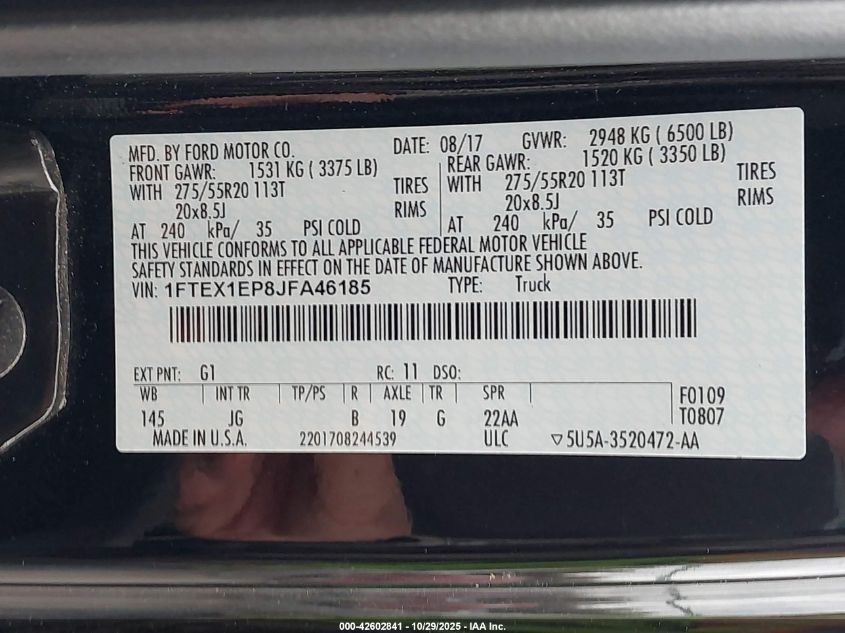 MFD. BY FORD MOTOR CO. DATE: 08/17 GVWR: 2948 KG ( 6500 LB)
FRONT GAWR: 1531 KG ( 3375 LB) REAR GAWR: 1520 KG ( 3350 LB)
WITH 275/55R20 113T TIRES WITH 275/55R20 113T TIRES
20x8.5J RIMS 20x8.5J RIMS
AT 240 kPa/ 35 PSI COLD AT 240 kPa/ 35 PSI COLD
THIS VEHICLE CONFORMS TO ALL APPLICABLE FEDERAL MOTOR VEHICLE
SAFETY STANDARDS IN EFFECT ON THE DATE OF MANUFACTURE SHOWN ABOVE.
VIN: 1FTEX1EP8JFA46185 TYPE: Truck
EXT PNT: G1 RC: 11 DSO:
WB INT TR TP/PS R AXLE TR SPR F0109
145 JG B 19 G 22AA T0807
MADE IN U.S.A. 2201708244539 ULC ▽5U5A-3520472-AA
000-42602841 - 10/29/2025 - IAA Inc.